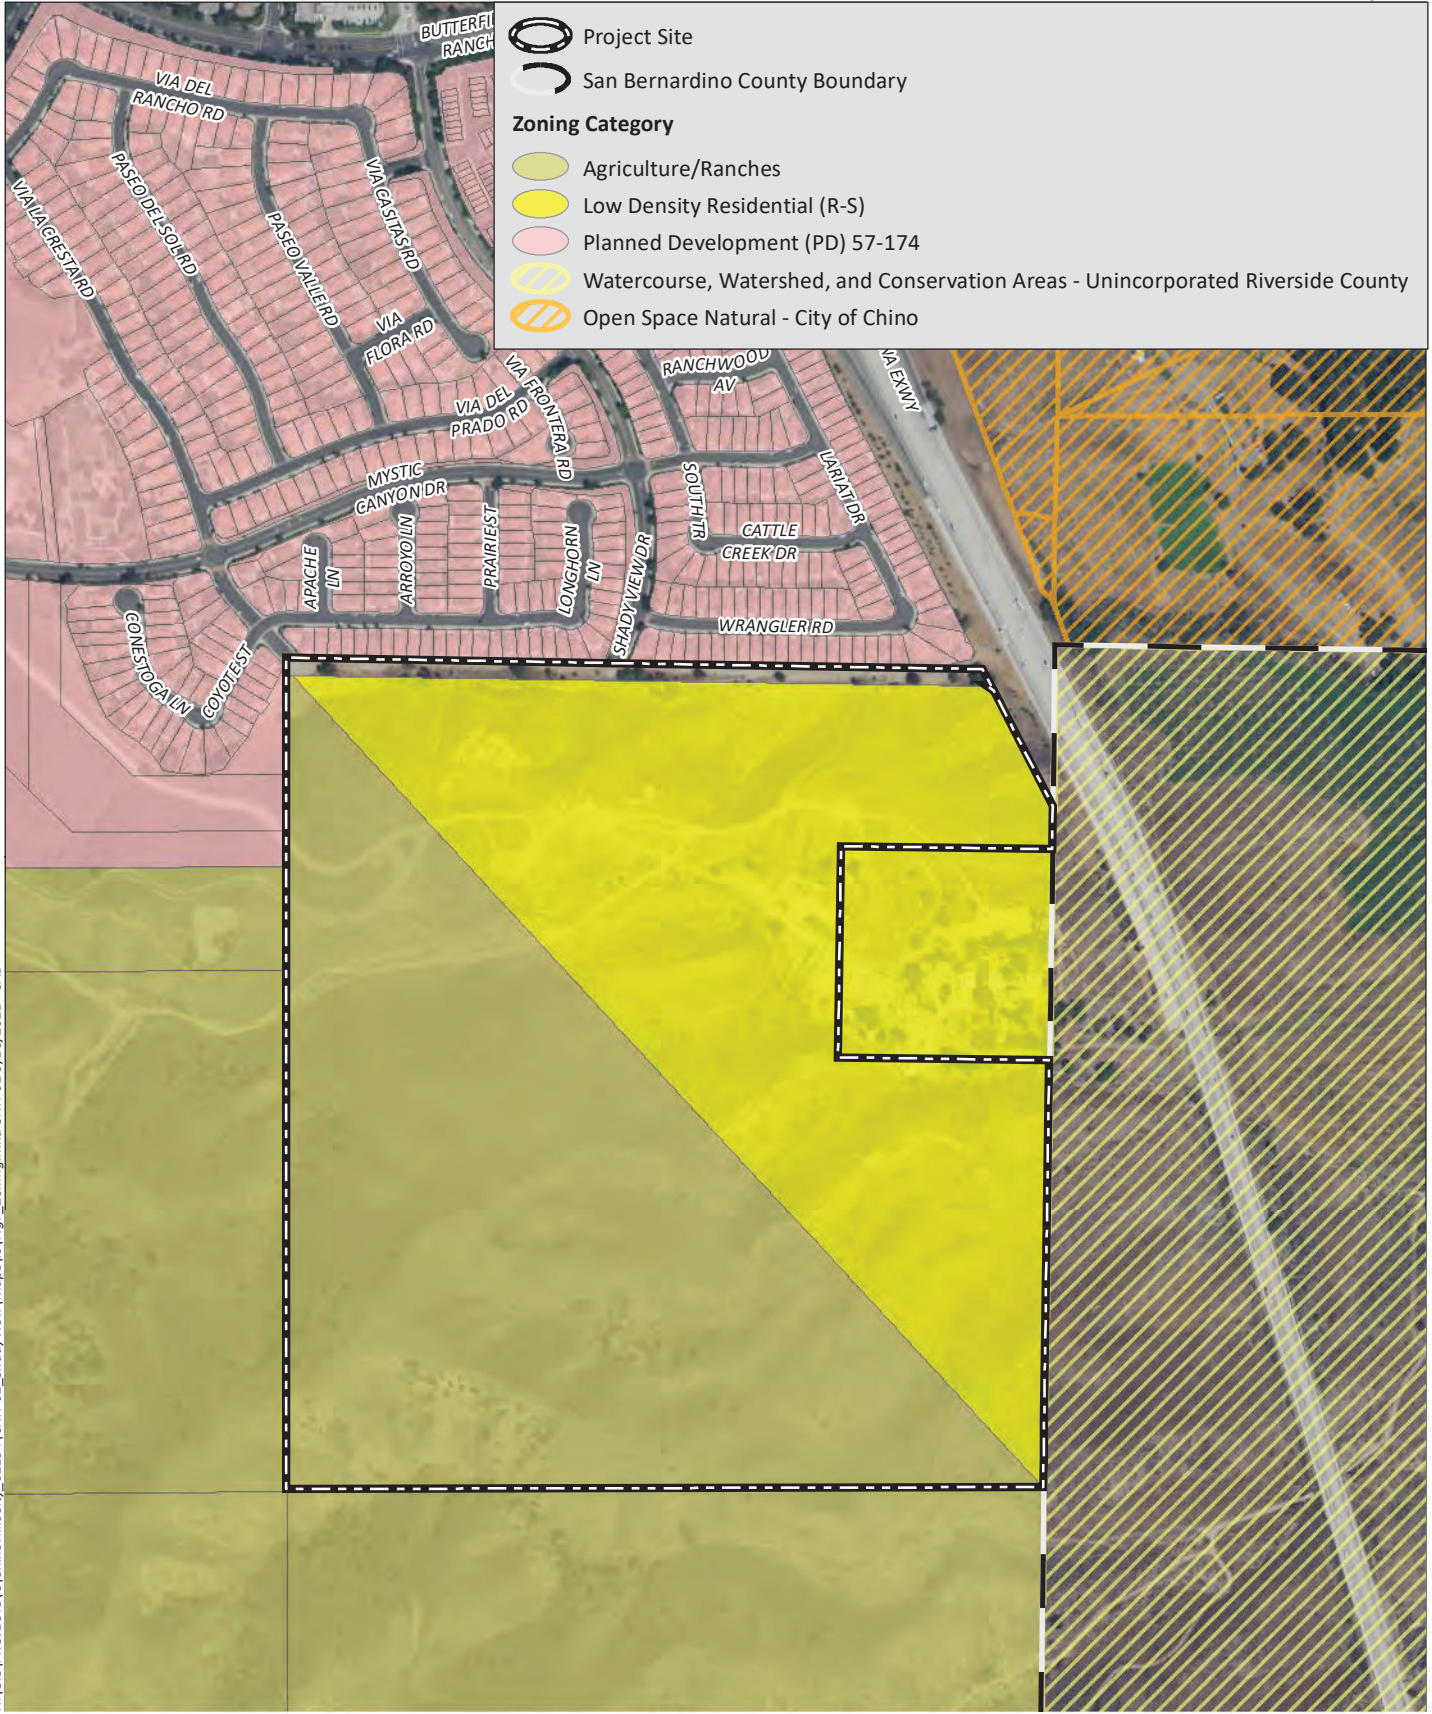 Project Site
San Bernardino County Boundary
Zoning Category
Agriculture/Ranches
Low Density Residential (R-S)
Planned Development (PD) 57-174
Watercourse, Watershed, and Conservation Areas - Unincorporated Riverside County
Open Space Natural - City of Chino
VIA DEL
RANCHO RD
PASEO DEL SOL RD
VIA LA CRESTA RD
PASEO VALLE RD
VIA CASITAS RD
VIA
FLORA RD
VIA FRONTERA RD
VIA DEL
PRADO RD
RANCHWOOD
AV
EXWY
MYSTIC
CANYON DR
SOUTH TR
LARIAT DR
CATTLE
CREEK DR
APACHE
LN
ARROYO LN
PRAIRIE ST
LONGHORN
LN
SHADY VIEW DR
WRANGLER RD
CONESTOGA LN
COYOTE ST